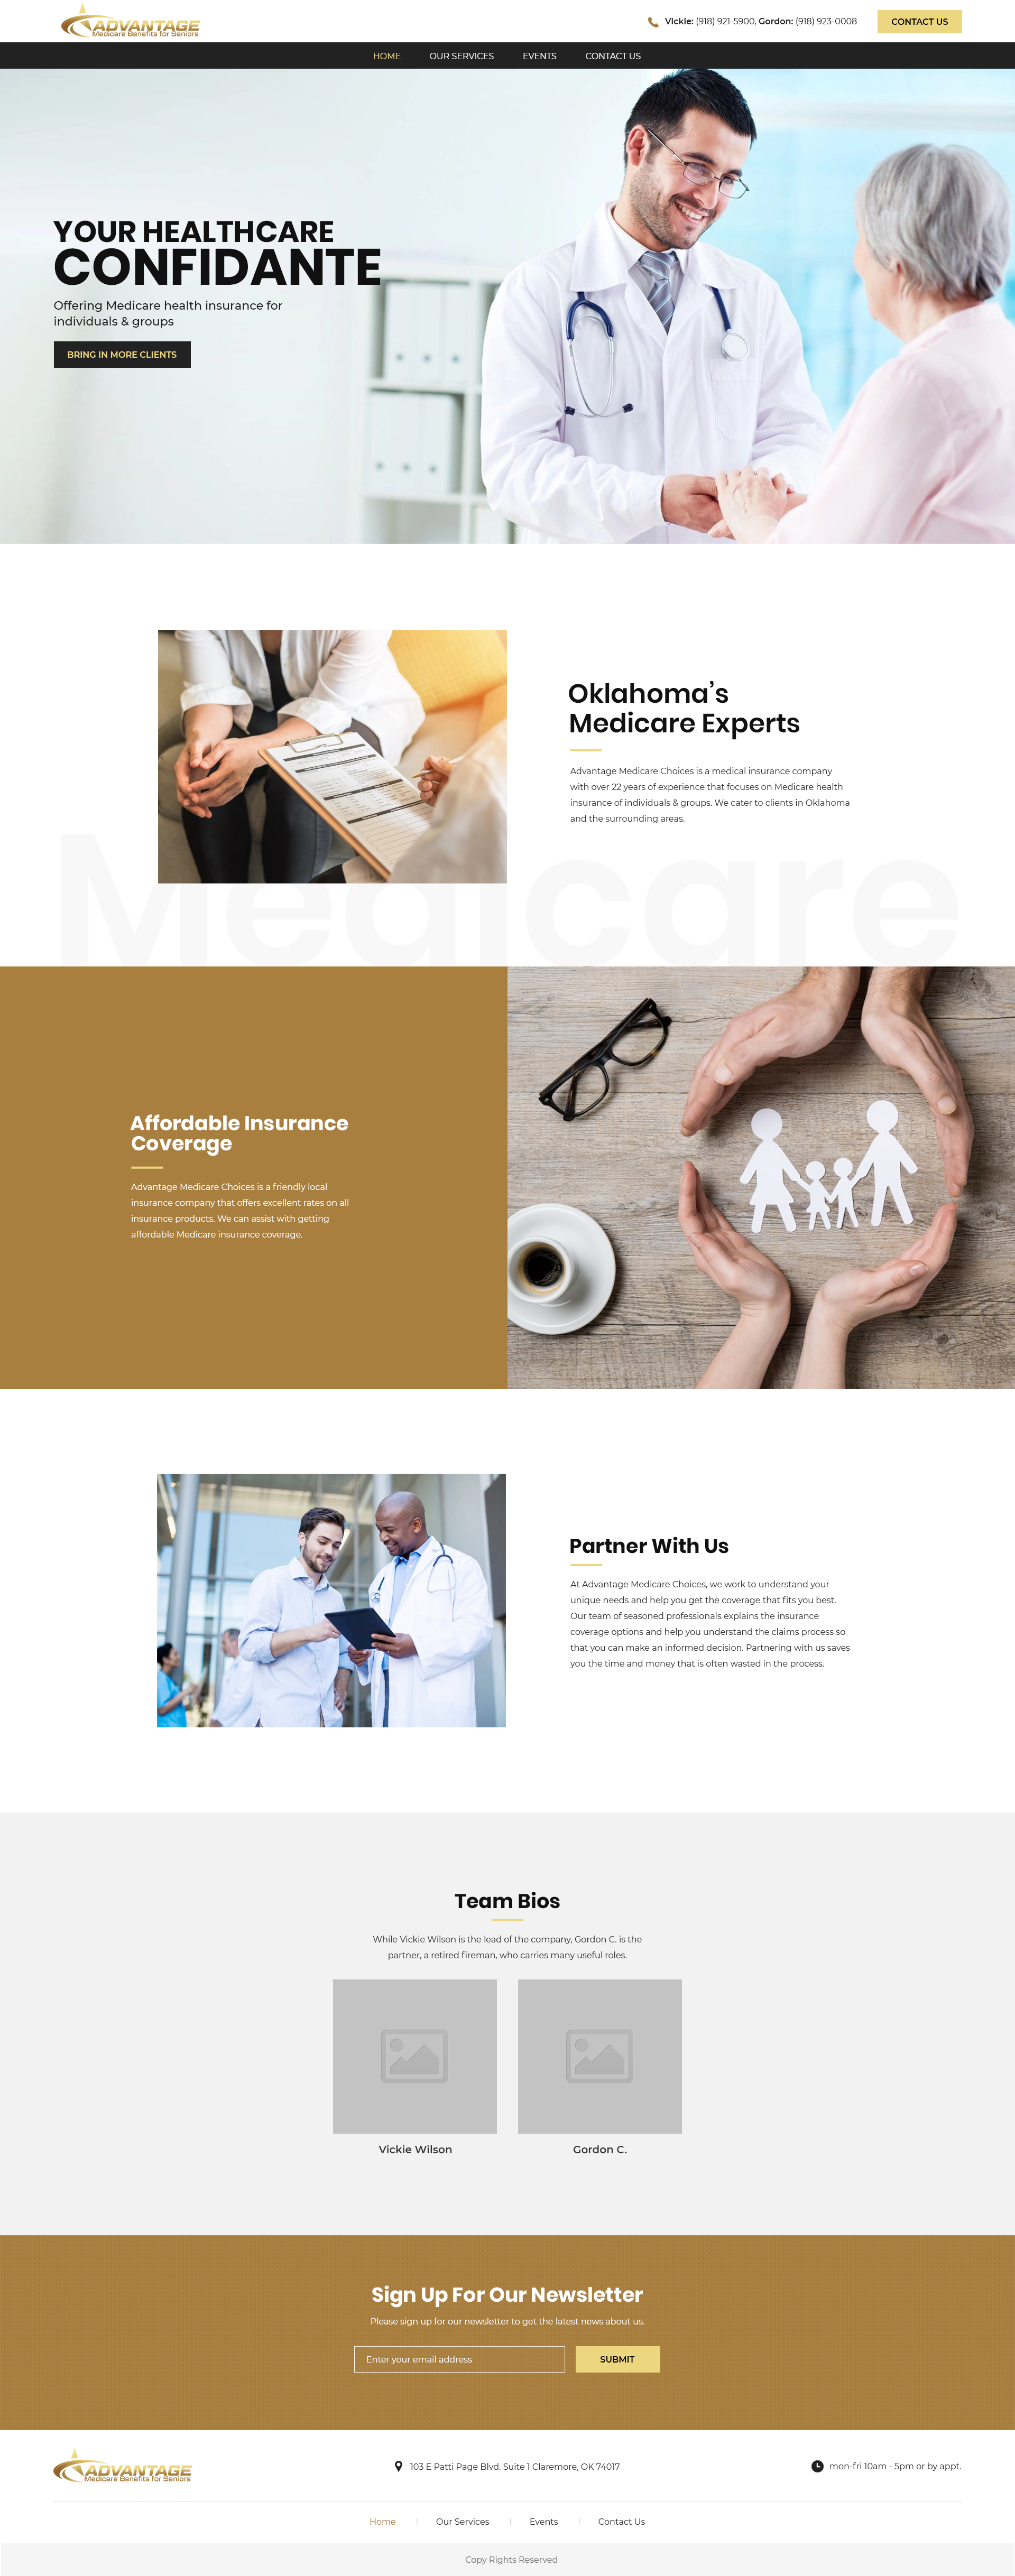 ADVANTAGE
Medicare Benefits for Seniors
Vickie: (918) 921-5900, Gordon: (918) 923-0008
CONTACT US
HOME
OUR SERVICES
EVENTS
CONTACT US
YOUR HEALTHCARE
CONFIDANTE
Offering Medicare health insurance for
individuals & groups
BRING IN MORE CLIENTS
Oklahoma’s
Medicare Experts
Advantage Medicare Choices is a medical insurance company
with over 22 years of experience that focuses on Medicare health
insurance of individuals & groups. We cater to clients in Oklahoma
and the surrounding areas.
Medicare
Affordable Insurance
Coverage
Advantage Medicare Choices is a friendly local
insurance company that offers excellent rates on all
insurance products. We can assist with getting
affordable Medicare insurance coverage.
Partner With Us
At Advantage Medicare Choices, we work to understand your
unique needs and help you get the coverage that fits you best.
Our team of seasoned professionals explains the insurance
coverage options and help you understand the claims process so
that you can make an informed decision. Partnering with us saves
you the time and money that is often wasted in the process.
Team Bios
While Vickie Wilson is the lead of the company, Gordon C. is the
partner, a retired fireman, who carries many useful roles.
Vickie Wilson
Gordon C.
Sign Up For Our Newsletter
Please sign up for our newsletter to get the latest news about us.
Enter your email address
SUBMIT
ADVANTAGE
Medicare Benefits for Seniors
103 E Patti Page Blvd. Suite 1 Claremore, OK 74017
mon-fri 10am - 5pm or by appt.
Home
Our Services
Events
Contact Us
Copy Rights Reserved